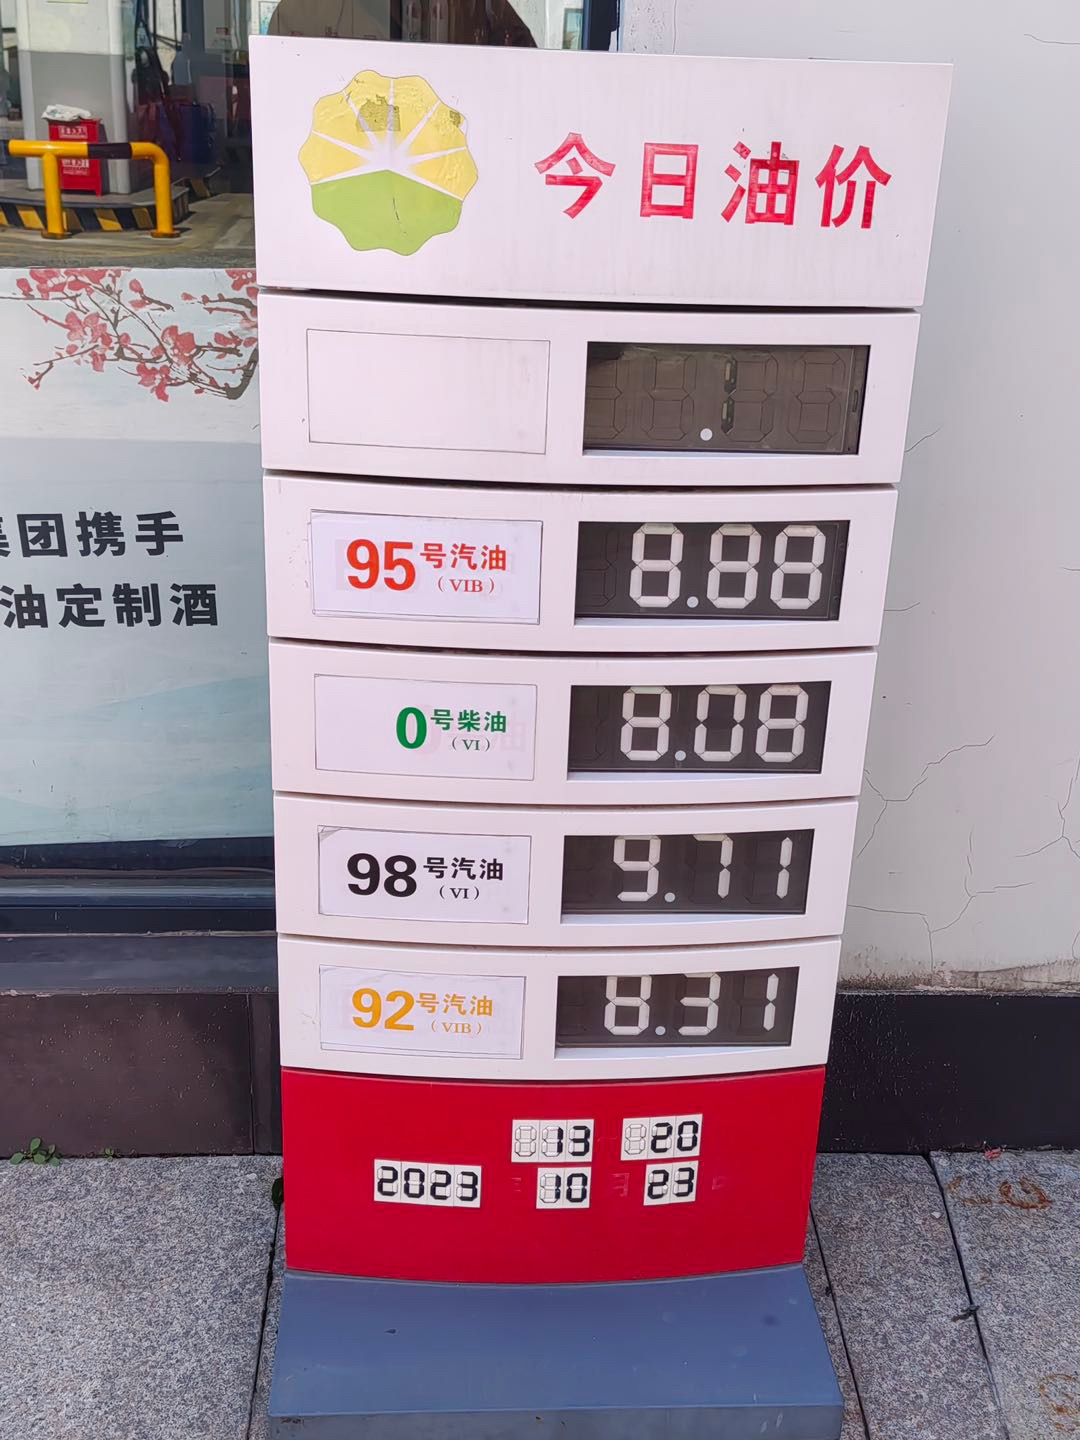 今日油价
95号汽油
（VIB）
8.88
0号柴油
（VI）
8.08
98号汽油
（VI）
9.71
92号汽油
（VIB）
8.31
13 20
2023 10 23
集团携手
油定制酒